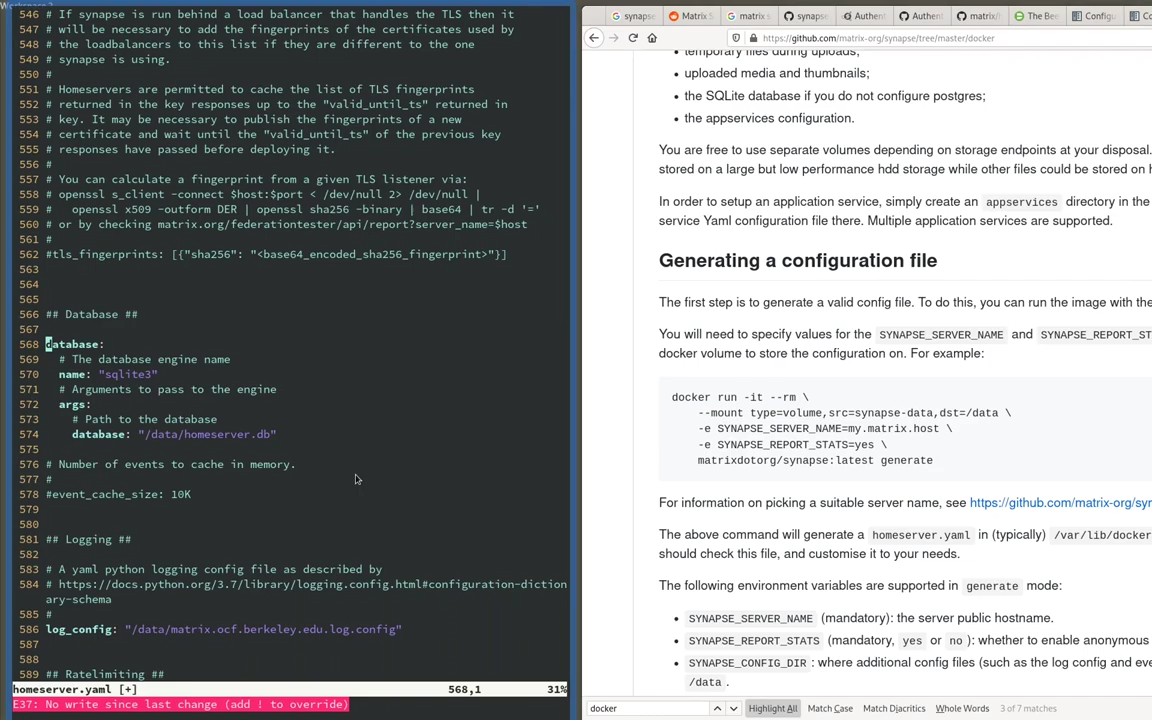 546 # If synapse is run behind a load balancer that handles the TLS then it
547 # will be necessary to add the fingerprints of the certificates used by
548 # the loadbalancers to this list if they are different to the one
549 # synapse is using.
550 #
551 # Homeservers are permitted to cache the list of TLS fingerprints
552 # returned in the key responses up to the "valid_until_ts" returned in
553 # key. It may be necessary to publish the fingerprints of a new
554 # certificate and wait until the "valid_until_ts" of the previous key
555 # responses have passed before deploying it.
556 #
557 # You can calculate a fingerprint from a given TLS listener via:
558 # openssl s_client -connect $host:$port < /dev/null 2> /dev/null |
559 #   openssl x509 -outform DER | openssl sha256 -binary | base64 | tr -d '='
560 # or by checking matrix.org/federationtester/api/report?server_name=$host
561 #
562 #tls_fingerprints: [{"sha256": "<base64_encoded_sha256_fingerprint>"}]
563
564
565
566 ## Database ##
567
568 database:
569   # The database engine name
570   name: "sqlite3"
571   # Arguments to pass to the engine
572   args:
573     # Path to the database
574     database: "/data/homeserver.db"
575
576 # Number of events to cache in memory.
577 #
578 #event_cache_size: 10K
579
580
581 ## Logging ##
582
583 # A yaml python logging config file as described by
584 # https://docs.python.org/3.7/library/logging.config.html#configuration-diction
ary-schema
585 #
586 log_config: "/data/matrix.ocf.berkeley.edu.log.config"
587
588
589 ## Ratelimiting ##
homeserver.yaml [+] 568,1 31%
E37: No write since last change (add ! to override)
synapse
Matrix S
matrix s
synaps
Authent
Authent
matrix/
The Bee
Configu
Co
https://github.com/matrix-org/synapse/tree/master/docker
temporary files during uploads;
• uploaded media and thumbnails;
• the SQLite database if you do not configure postgres;
• the appservices configuration.
You are free to use separate volumes depending on storage endpoints at your disposal.
stored on a large but low performance hdd storage while other files could be stored on h
In order to setup an application service, simply create an appservices directory in the
service Yaml configuration file there. Multiple application services are supported.
Generating a configuration file
The first step is to generate a valid config file. To do this, you can run the image with the
You will need to specify values for the SYNAPSE_SERVER_NAME and SYNAPSE_REPORT_ST
docker volume to store the configuration on. For example:
docker run -it --rm \
    --mount type=volume,src=synapse-data,dst=/data \
    -e SYNAPSE_SERVER_NAME=my.matrix.host \
    -e SYNAPSE_REPORT_STATS=yes \
    matrixdotorg/synapse:latest generate
For information on picking a suitable server name, see https://github.com/matrix-org/syr
The above command will generate a homeserver.yaml in (typically) /var/lib/docker
should check this file, and customise it to your needs.
The following environment variables are supported in generate mode:
• SYNAPSE_SERVER_NAME (mandatory): the server public hostname.
• SYNAPSE_REPORT_STATS (mandatory, yes or no ): whether to enable anonymous
• SYNAPSE_CONFIG_DIR : where additional config files (such as the log config and eve
/data .
docker Highlight All Match Case Match Diacritics Whole Words 3 of 7 matches